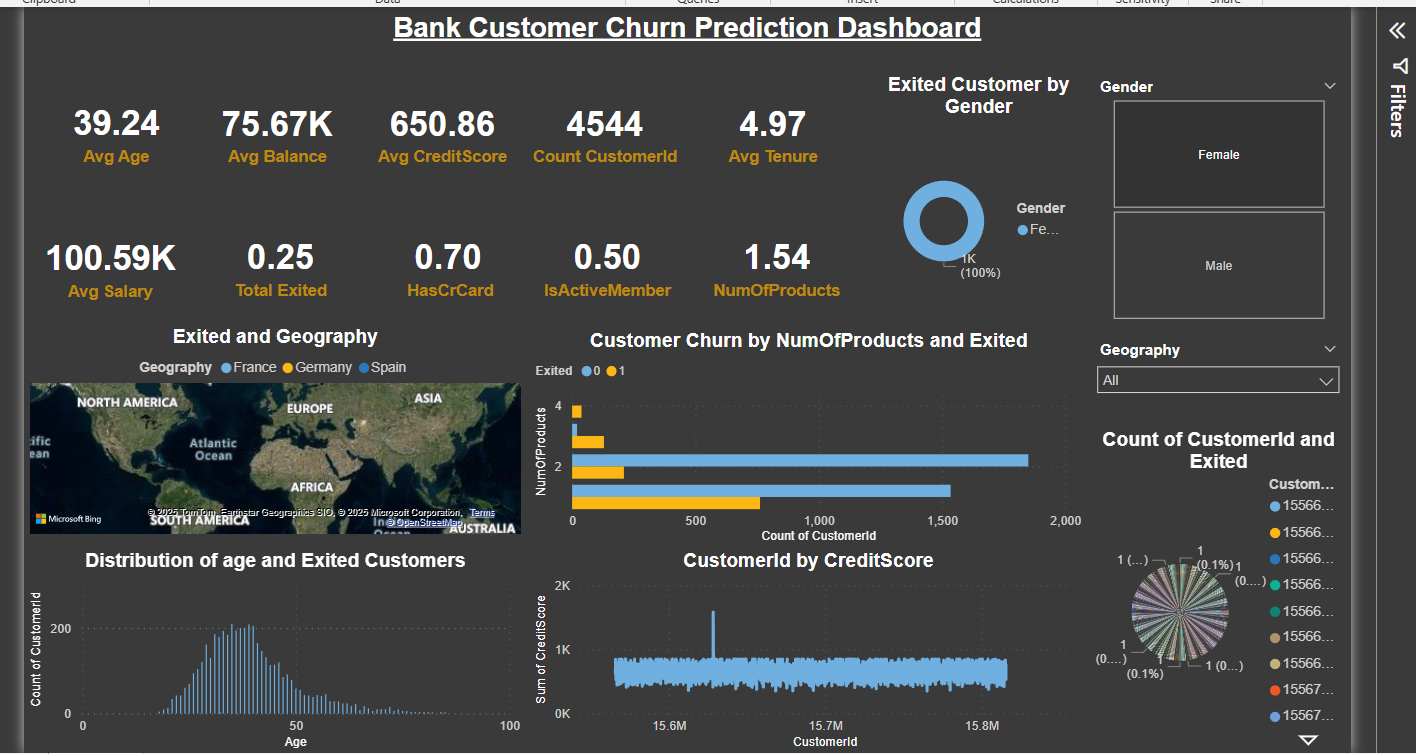 Clipboard Data Queries Insert Calculations Sensitivity Share
Bank Customer Churn Prediction Dashboard
39.24
Avg Age
75.67K
Avg Balance
650.86
Avg CreditScore
4544
Count CustomerId
4.97
Avg Tenure
100.59K
Avg Salary
0.25
Total Exited
0.70
HasCrCard
0.50
IsActiveMember
1.54
NumOfProducts
Exited Customer by
Gender
Gender
Fe...
1K
(100%)
Gender
Female
Male
Geography
All
Filters
Exited and Geography
Geography France Germany Spain
NORTH AMERICA
EUROPE
ASIA
Atlantic
Ocean
AFRICA
SOUTH AMERICA
AUSTRALIA
Microsoft Bing
© 2025 TomTom, Earthstar Geographics SIO, © 2025 Microsoft Corporation, Terms
© OpenStreetMap
Customer Churn by NumOfProducts and Exited
Exited 0 1
NumOfProducts
4
2
0 500 1,000 1,500 2,000
Count of CustomerId
Distribution of age and Exited Customers
Count of CustomerId
200
0
0 50 100
Age
CustomerId by CreditScore
Sum of CreditScore
2K
1K
0K
15.6M 15.7M 15.8M
CustomerId
Count of CustomerId and
Exited
Custom...
15566...
15566...
15566...
15566...
15566...
15566...
15566...
15567...
15567...
1 (...)
1
(0.1%)
1
(0....)
1
(0....)
1
(0.1%)
1 (0...)